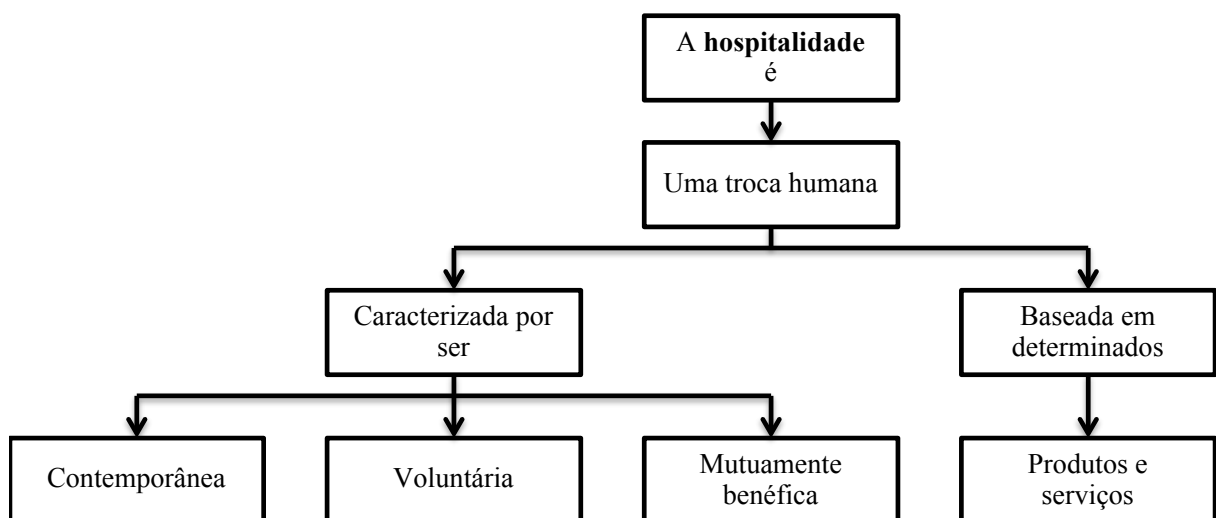 A hospitalidade
é
Uma troca humana
Caracterizada por
ser
Baseada em
determinados
Contemporânea
Voluntária
Mutuamente
benéfica
Produtos e
serviços